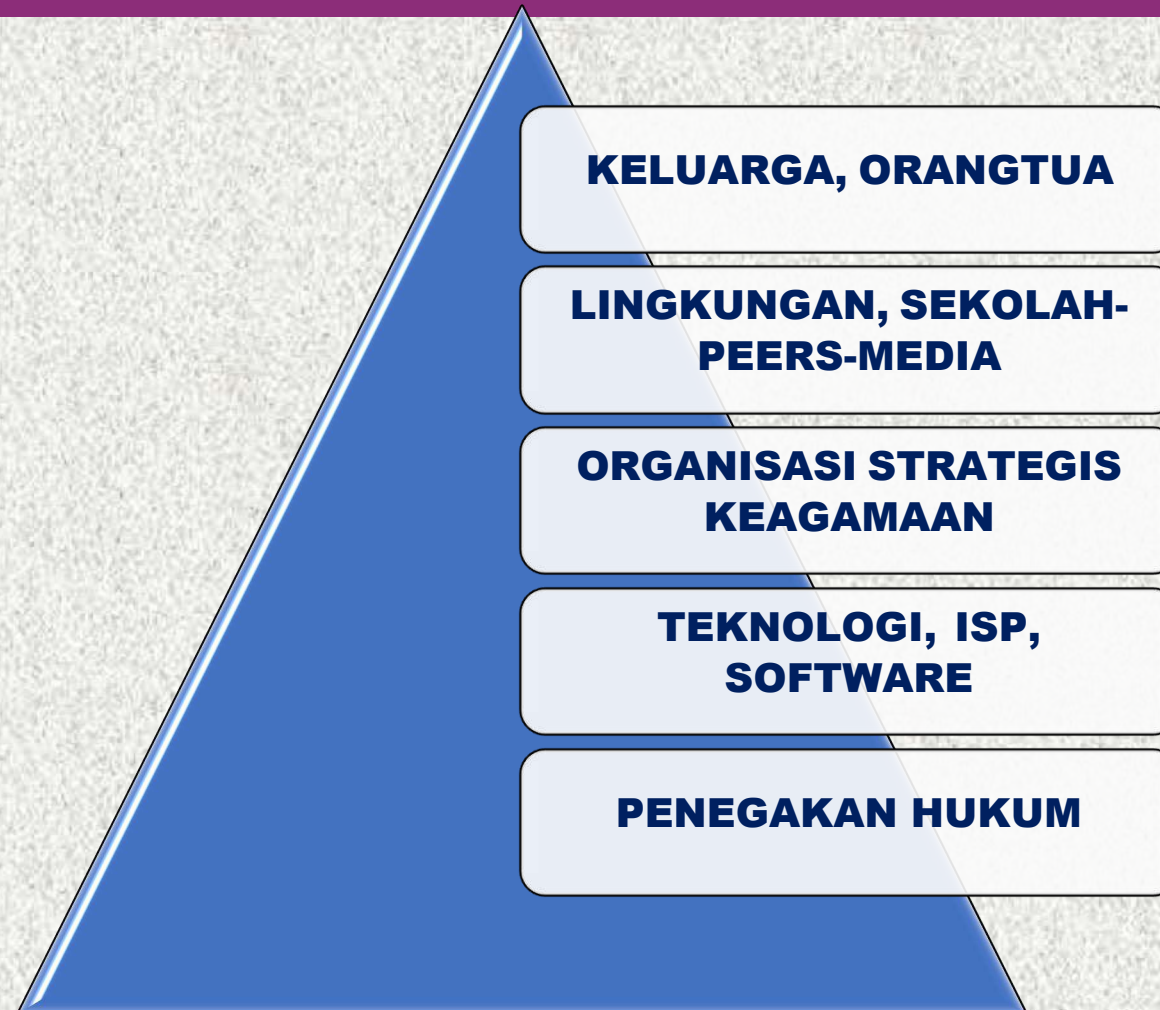 KELUARGA, ORANGTUA
LINGKUNGAN, SEKOLAH-
PEERS-MEDIA
ORGANISASI STRATEGIS
KEAGAMAAN
TEKNOLOGI, ISP,
SOFTWARE
PENEGAKAN HUKUM